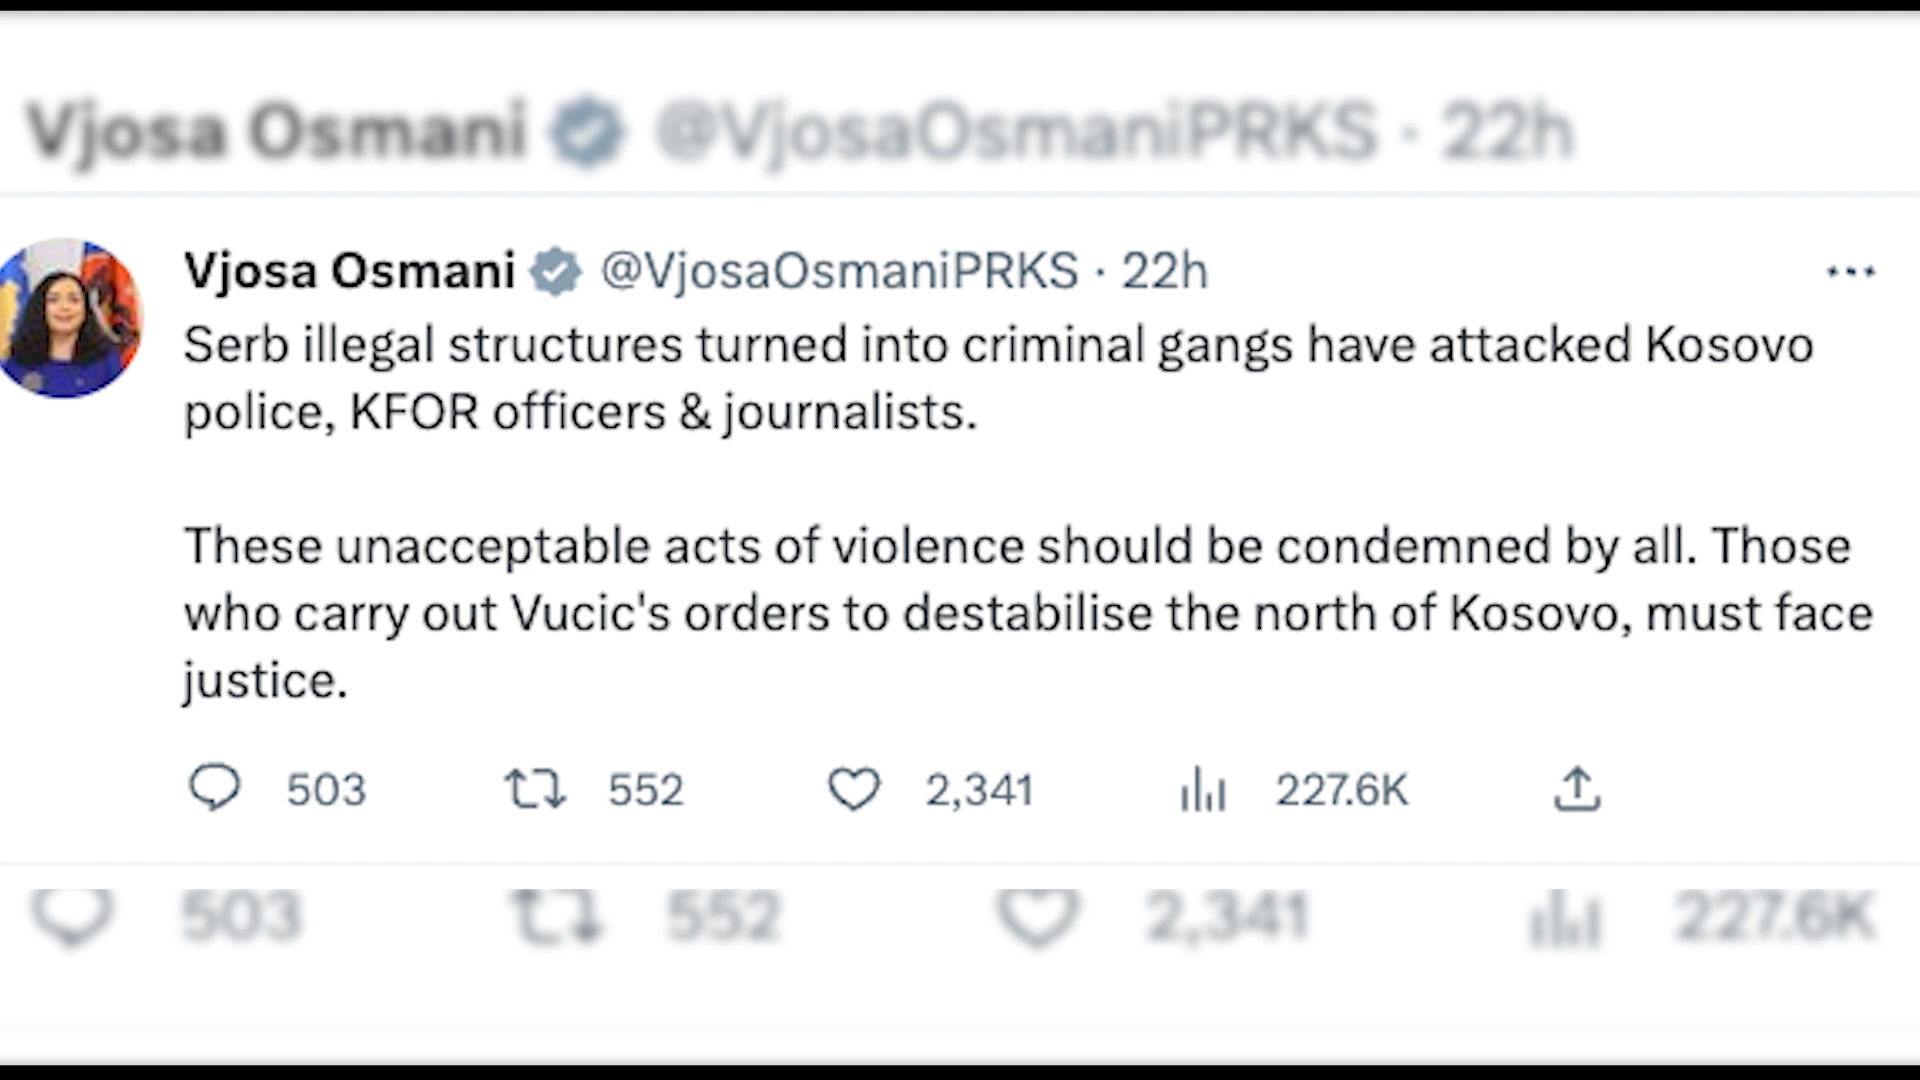 Vjosa Osmani @VjosaOsmaniPRKS · 22h
Vjosa Osmani @VjosaOsmaniPRKS · 22h
Serb illegal structures turned into criminal gangs have attacked Kosovo
police, KFOR officers & journalists.
These unacceptable acts of violence should be condemned by all. Those
who carry out Vucic's orders to destabilise the north of Kosovo, must face
justice.
503 552 2,341 227.6K
503 552 2,341 227.6K